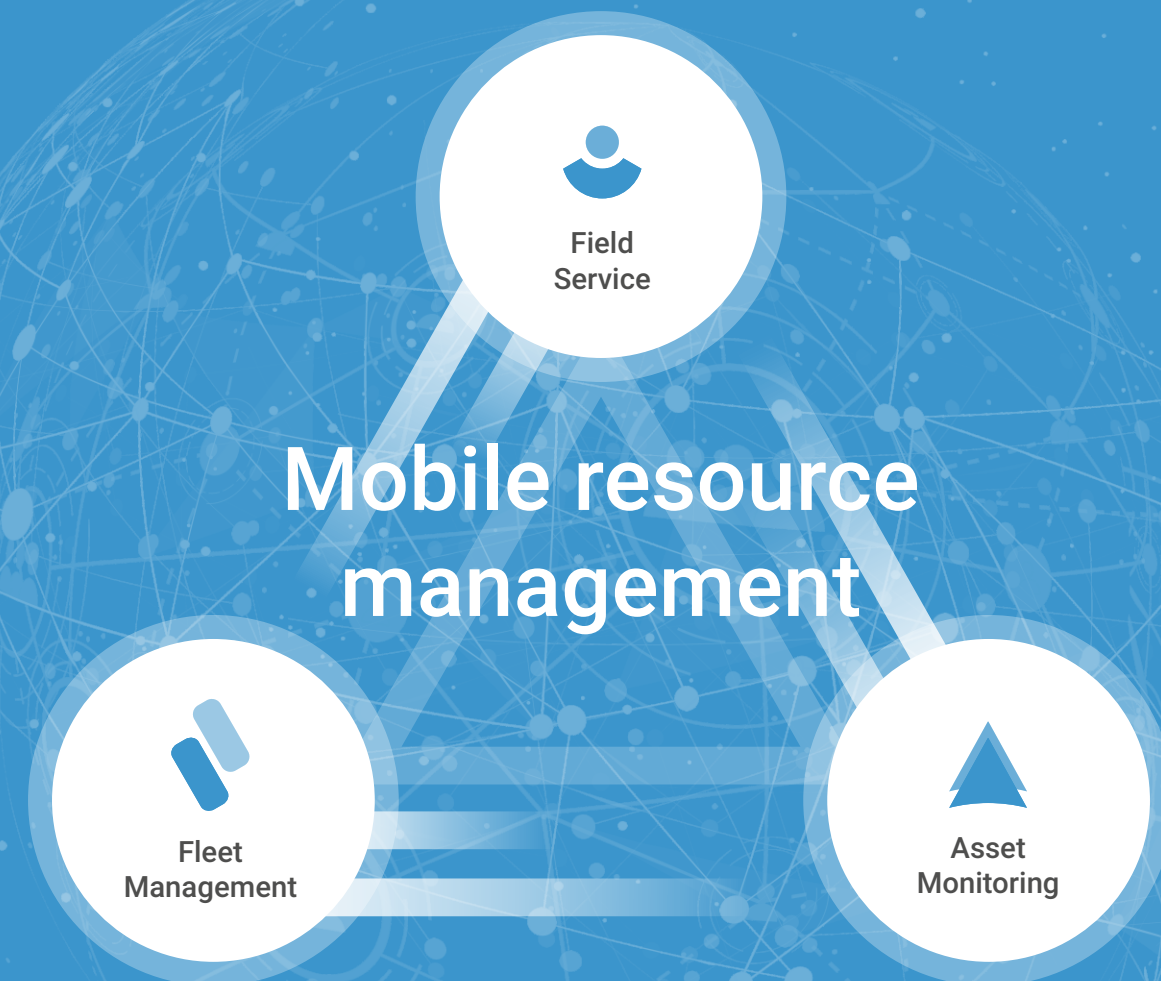 Field
Service
Mobile resource
management
Fleet
Management
Asset
Monitoring